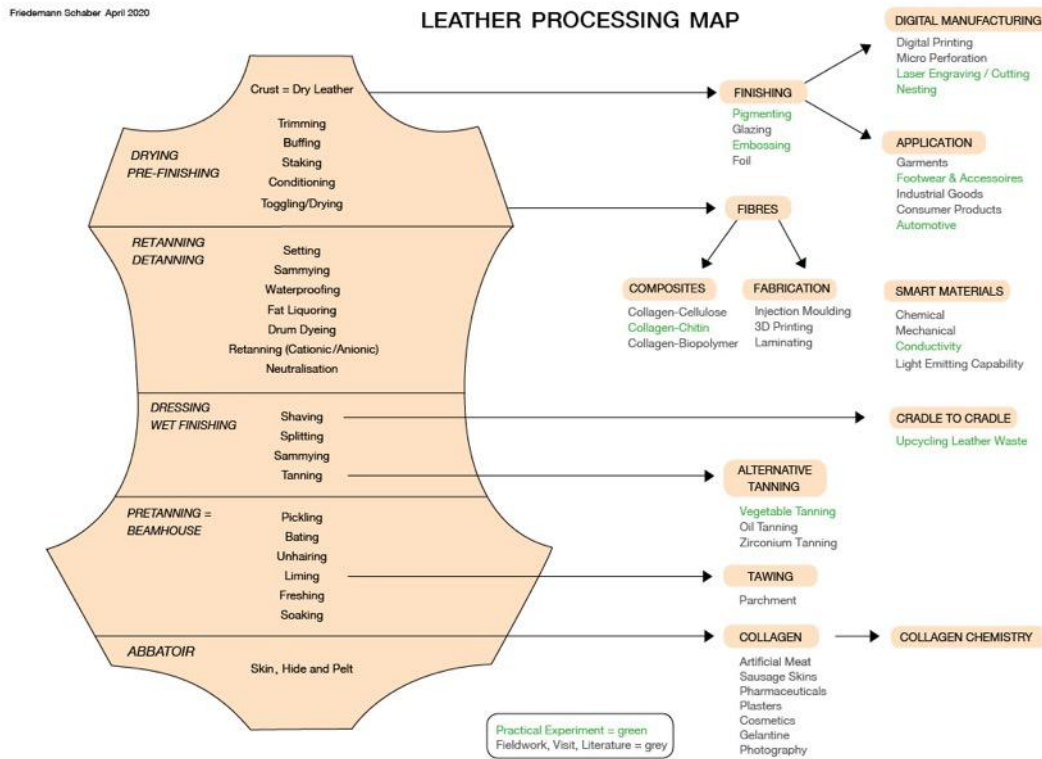 Friedemann Schaber April 2020
LEATHER PROCESSING MAP
Crust = Dry Leather
DRYING
PRE-FINISHING
Trimming
Buffing
Staking
Conditioning
Toggling/Drying
RETANNING
DETANNING
Setting
Sammying
Waterproofing
Fat Liquoring
Drum Dyeing
Retanning (Cationic/Anionic)
Neutralisation
DRESSING
WET FINISHING
Shaving
Splitting
Sammying
Tanning
PRETANNING =
BEAMHOUSE
Pickling
Bating
Unhairing
Liming
Freshing
Soaking
ABBATOIR
Skin, Hide and Pelt
FINISHING
Pigmenting
Glazing
Embossing
Foil
DIGITAL MANUFACTURING
Digital Printing
Micro Perforation
Laser Engraving / Cutting
Nesting
APPLICATION
Garments
Footwear & Accessoires
Industrial Goods
Consumer Products
Automotive
FIBRES
COMPOSITES
Collagen-Cellulose
Collagen-Chitin
Collagen-Biopolymer
FABRICATION
Injection Moulding
3D Printing
Laminating
SMART MATERIALS
Chemical
Mechanical
Conductivity
Light Emitting Capability
CRADLE TO CRADLE
Upcycling Leather Waste
ALTERNATIVE
TANNING
Vegetable Tanning
Oil Tanning
Zirconium Tanning
TAWING
Parchment
COLLAGEN
Artificial Meat
Sausage Skins
Pharmaceuticals
Plasters
Cosmetics
Gelantine
Photography
COLLAGEN CHEMISTRY
Practical Experiment = green
Fieldwork, Visit, Literature = grey